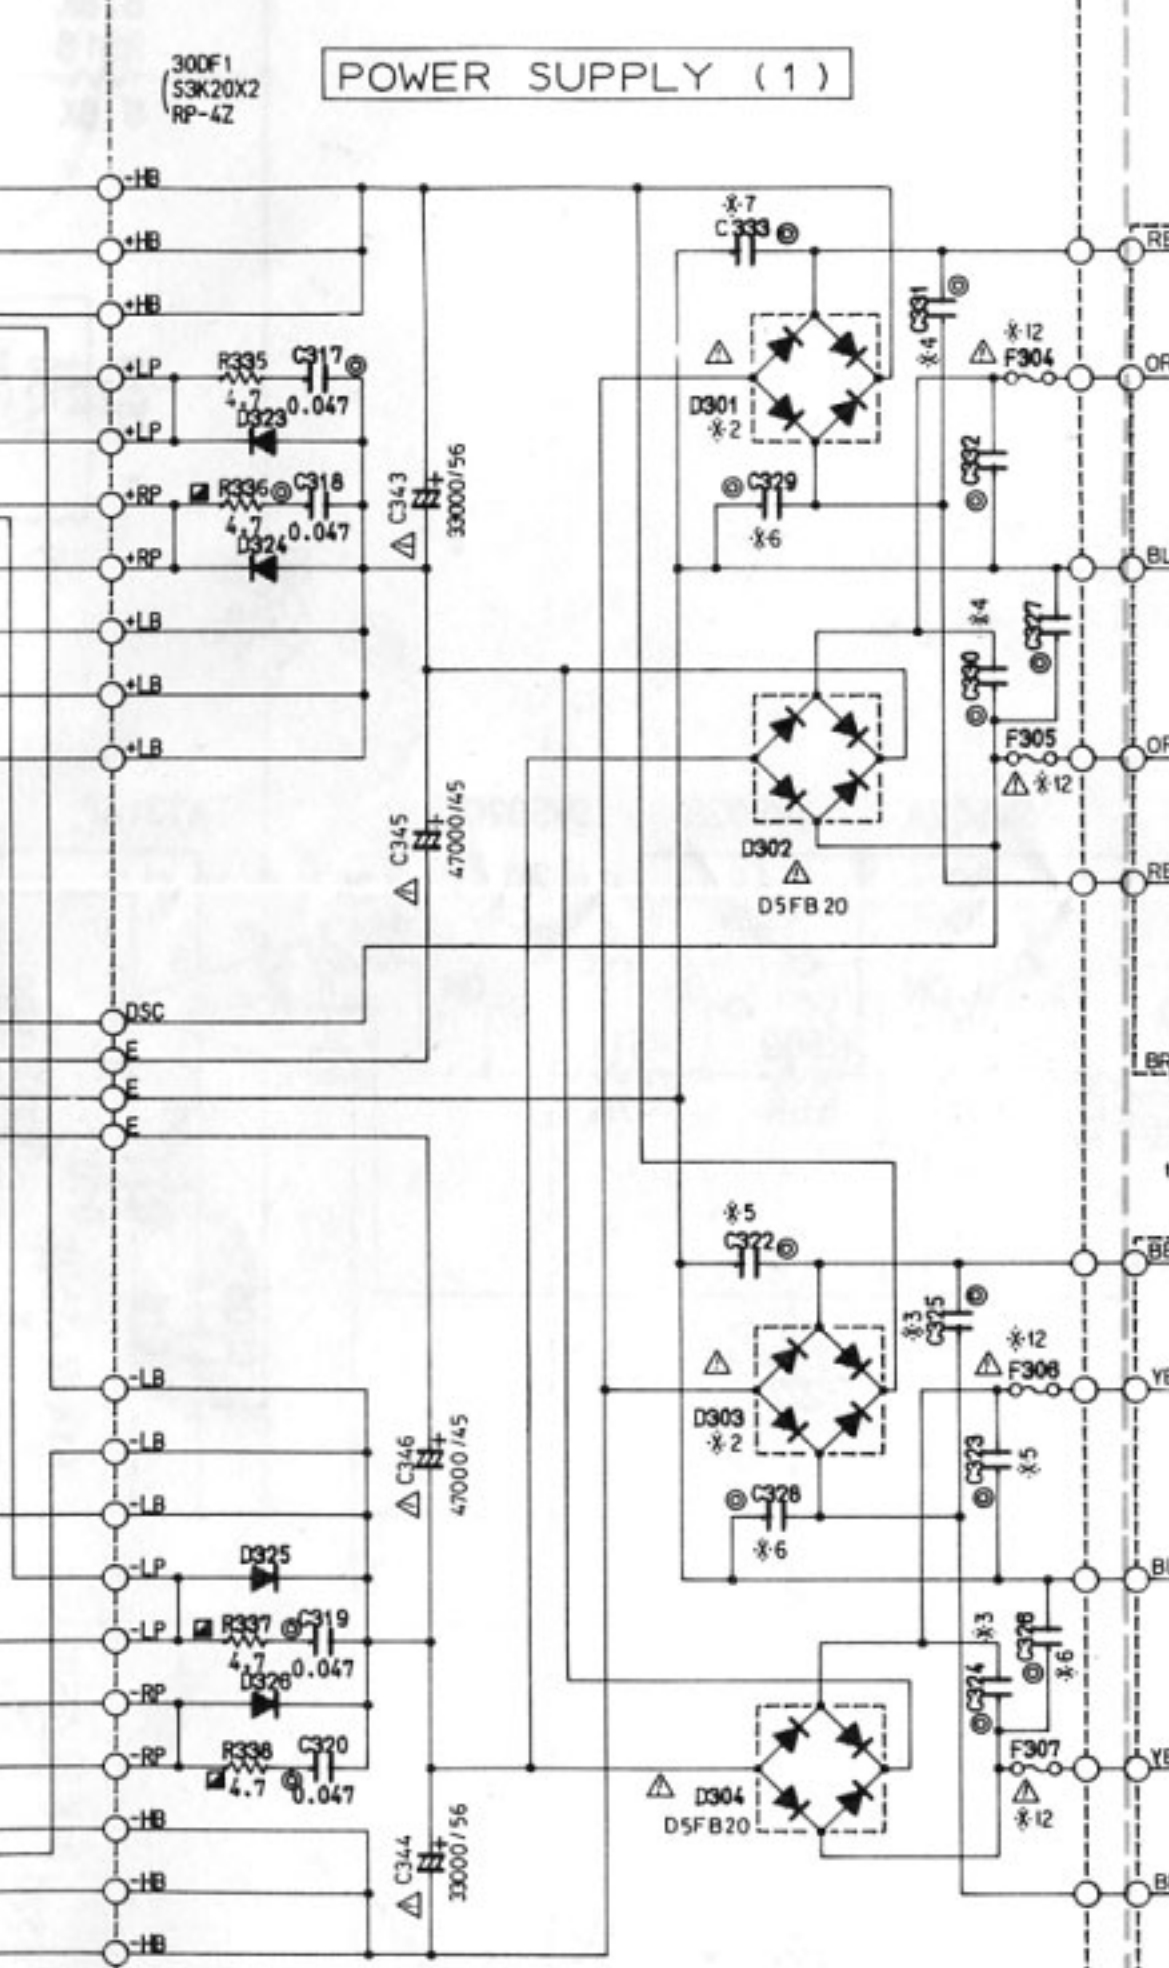 30DF1
S3K20X2
RP-4Z
POWER SUPPLY (1)
-HB
+HB
+HB
+LP
R335
4.7
C317
0.047
D323
+LP
+RP
R336
4.7
C318
0.047
D324
+RP
+LB
+LB
+LB
C343
33000/56
C345
47000/45
※7
C333
C331
※4
※12
F304
D301
※2
C332
C329
※6
※4
C327
C330
F305
※12
D302
D5FB20
RE
OR
BL
OR
RE
BR
DSC
E
E
E
-LB
-LB
-LB
D325
-LP
R337
4.7
C319
0.047
-LP
D326
-RP
R338
4.7
C320
0.047
-RP
-HB
-HB
-HB
C346
47000/45
C344
33000/56
※5
C322
※3
C325
※12
F306
D303
※2
C323
※5
C328
※6
※3
C326
※6
C324
F307
※12
D304
D5FB20
YE
YE